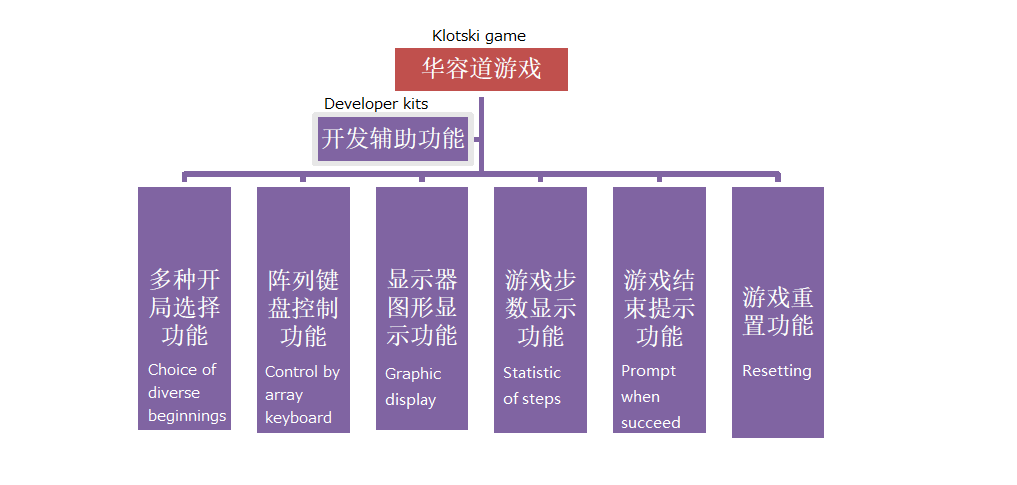 Klotski game
华容道游戏
Developer kits
开发辅助功能
多种开
局选择
功能
Choice of
diverse
beginnings
阵列键
盘控制
功能
Control by
array
keyboard
显示器
图形显
示功能
Graphic
display
游戏步
数显示
功能
Statistic
of steps
游戏结
束提示
功能
Prompt
when
succeed
游戏重
置功能
Resetting